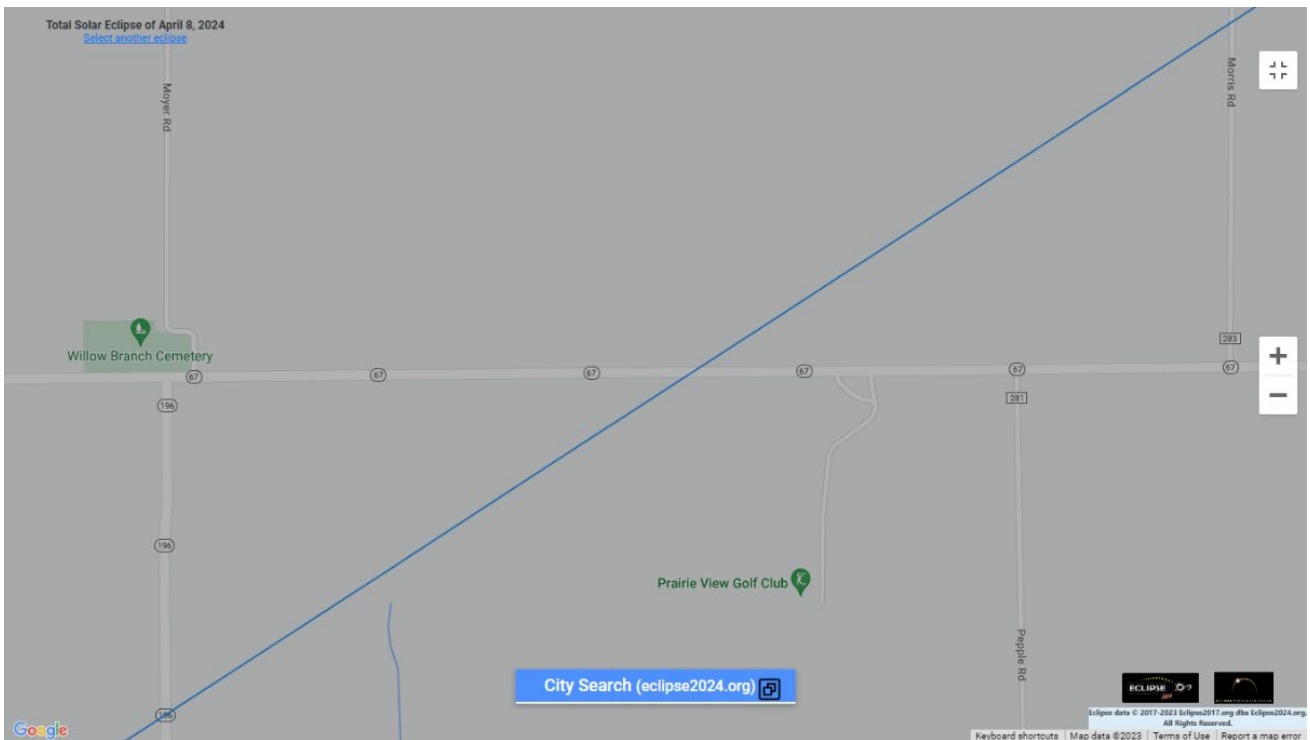 Total Solar Eclipse of April 8, 2024
Select another eclipse
Moyer Rd
Morris Rd
Willow Branch Cemetery
283
67
67
67
67
67
67
196
281
196
Prairie View Golf Club
Pepple Rd
City Search (eclipse2024.org)
196
ECLIPSE
Google
Eclipse data © 2017-2023 Eclipse2017.org dba Eclipse2024.org.
All Rights Reserved.
Keyboard shortcuts
Map data ©2023
Terms of Use
Report a map error